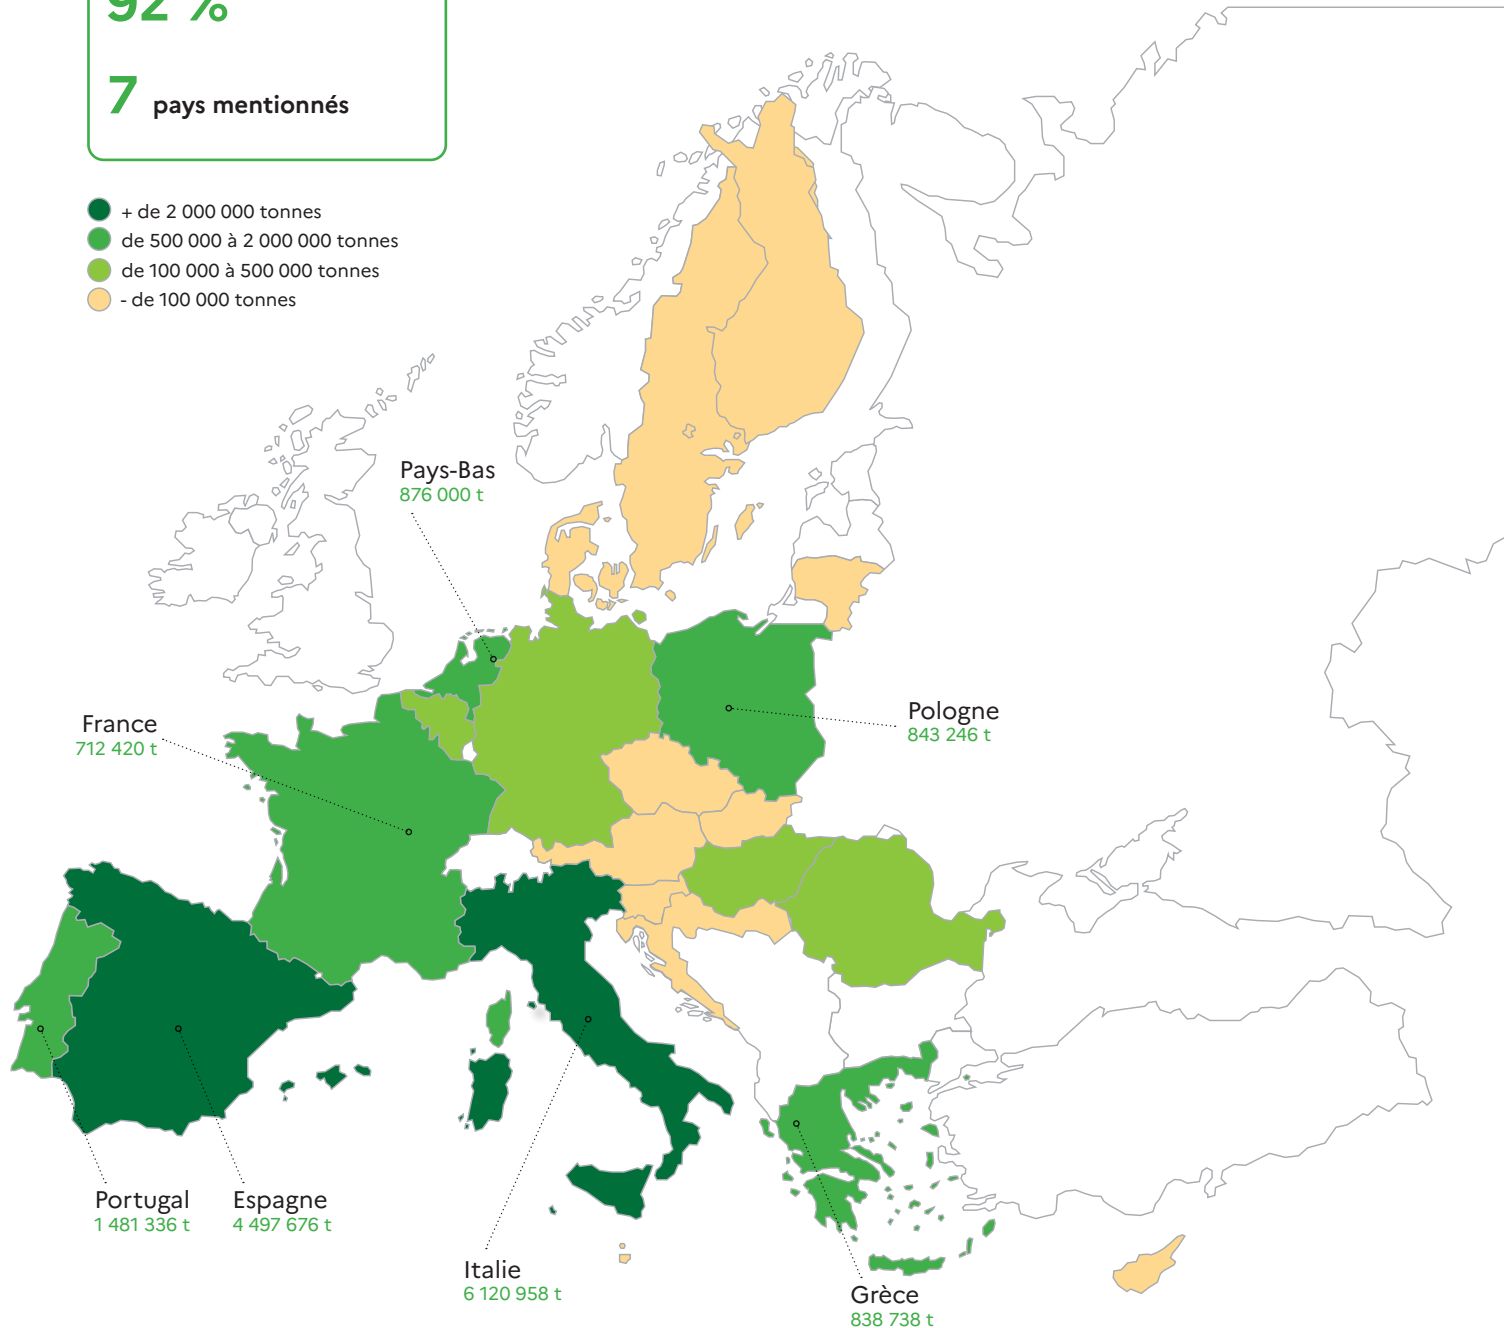 92 %
7 pays mentionnés
+ de 2 000 000 tonnes
de 500 000 à 2 000 000 tonnes
de 100 000 à 500 000 tonnes
- de 100 000 tonnes
Pays-Bas
876 000 t
France
712 420 t
Pologne
843 246 t
Portugal
1 481 336 t
Espagne
4 497 676 t
Italie
6 120 958 t
Grèce
838 738 t